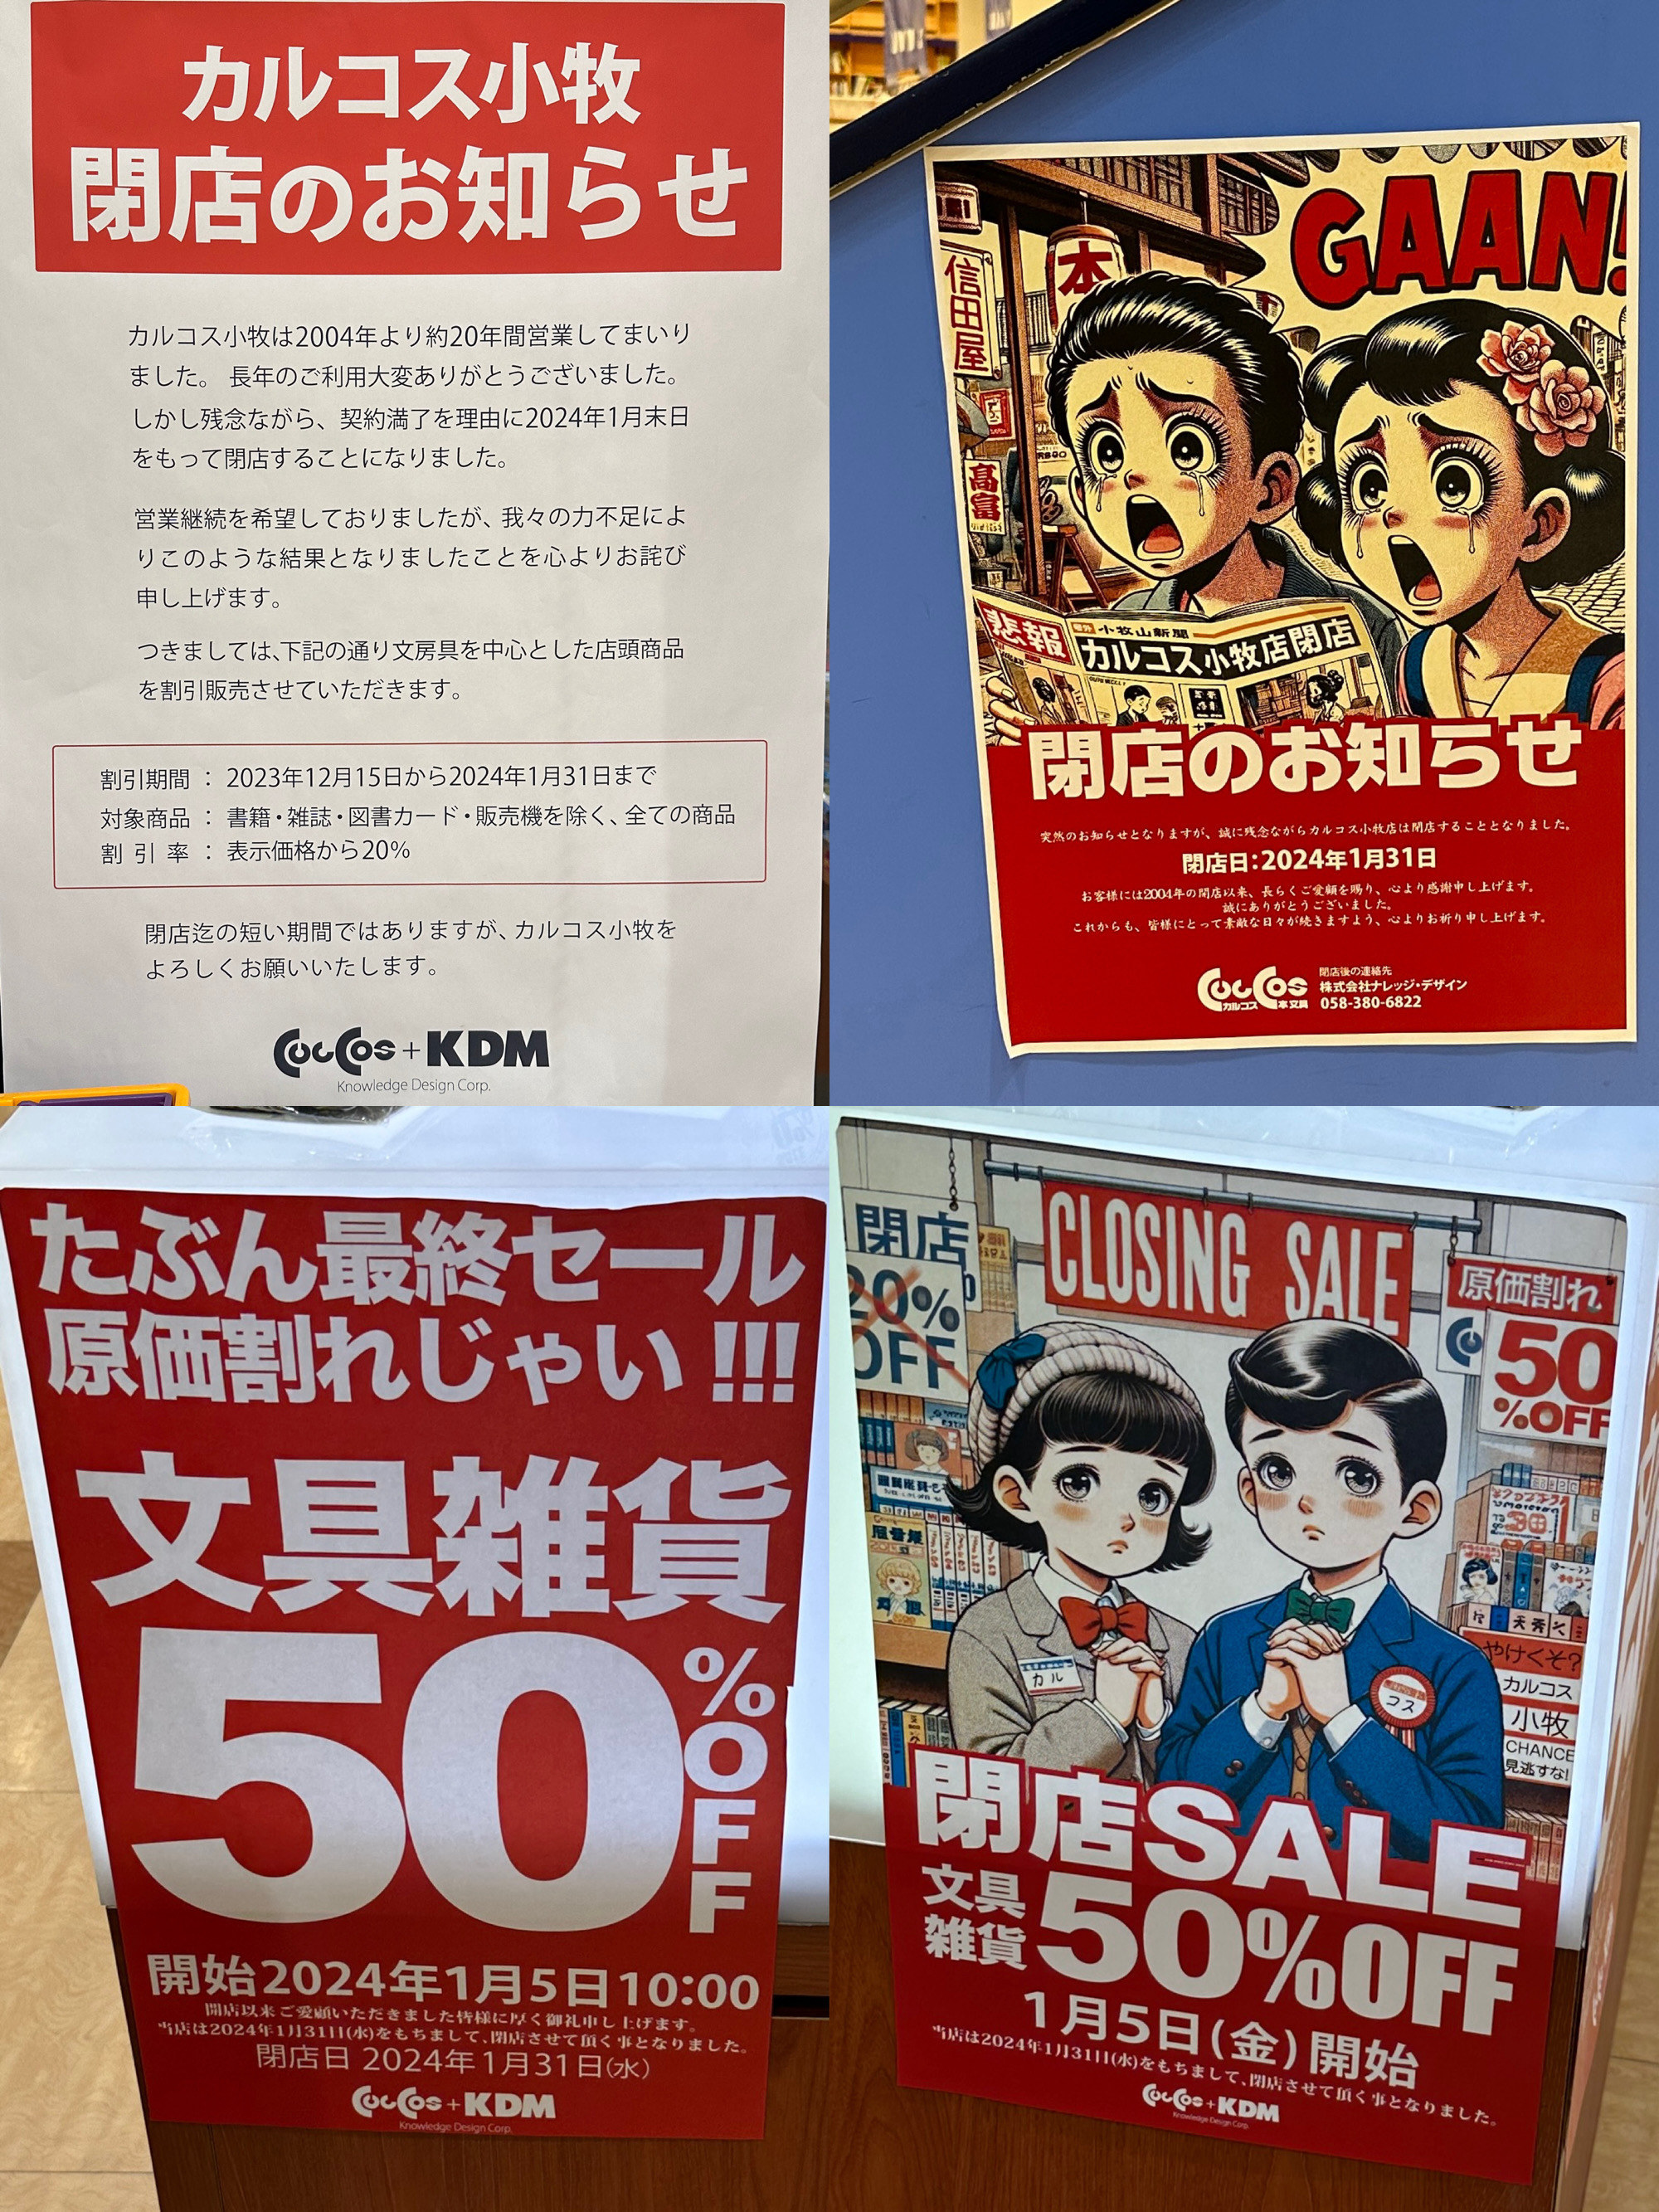 カルコス小牧
閉店のお知らせ
カルコス小牧は2004年より約20年間営業してまいり
ました。 長年のご利用大変ありがとうございました。
しかし残念ながら、契約満了を理由に2024年1月末日
をもって閉店することになりました。
営業継続を希望しておりましたが、我々の力不足によ
りこのような結果となりましたことを心よりお詫び
申し上げます。
つきましては、下記の通り文房具を中心とした店頭商品
を割引販売させていただきます。
割引期間 : 2023年12月15日から2024年1月31日まで
対象商品 : 書籍・雑誌・図書カード・販売機を除く、全ての商品
割引率 : 表示価格から20%
閉店迄の短い期間ではありますが、カルコス小牧を
よろしくお願いいたします。
CULCOS+KDM
Knowledge Design Corp.
GAAN!
本
信田屋
高富
悲報
号外 小牧山新聞
カルコス小牧店閉店
閉店のお知らせ
突然のお知らせとなりますが、誠に残念ながらカルコス小牧店は閉店することとなりました。
閉店日:2024年1月31日
お客様には2004年の開店以来、長らくご愛顧を賜り、心より感謝申し上げます。
誠にありがとうございました。
これからも、皆様にとって素敵な日々が続きますよう、心よりお祈り申し上げます。
CULCOS
カルコス 本 文具
閉店後の連絡先
株式会社ナレッジ・デザイン
058-380-6822
たぶん最終セール
原価割れじゃい!!!
文具雑貨
50%OFF
開始2024年1月5日10:00
開店以来ご愛顧いただきました皆様に厚く御礼申し上げます。
当店は2024年1月31日(水)をもちまして、閉店させて頂く事となりました。
閉店日 2024年1月31日(水)
CULCOS+KDM
Knowledge Design Corp.
CLOSING SALE
閉店
20%
OFF
原価割れ
50
%OFF
カル
コス
やけくそ?
カルコス
小牧
CHANCE
見逃すな!
閉店SALE
文具
雑貨
50%OFF
1月5日(金)開始
当店は2024年1月31日(水)をもちまして、閉店させて頂く事となりました。
CULCOS+KDM
Knowledge Design Corp.